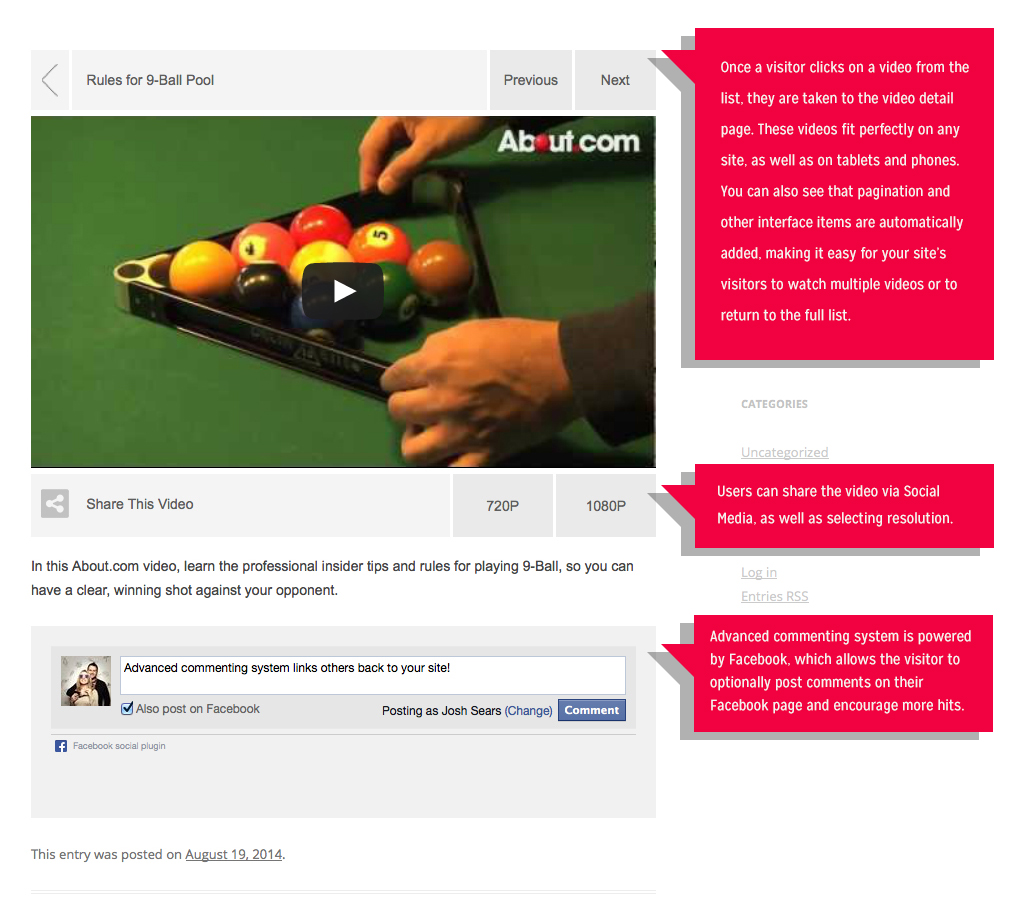 Rules for 9-Ball Pool
Previous
Next
About.com
4
5
Once a visitor clicks on a video from the
list, they are taken to the video detail
page. These videos fit perfectly on any
site, as well as on tablets and phones.
You can also see that pagination and
other interface items are automatically
added, making it easy for your site's
visitors to watch multiple videos or to
return to the full list.
CATEGORIES
Uncategorized
Share This Video
720P
1080P
Users can share the video via Social
Media, as well as selecting resolution.
In this About.com video, learn the professional insider tips and rules for playing 9-Ball, so you can
have a clear, winning shot against your opponent.
Log in
Entries RSS
Advanced commenting system links others back to your site!
Also post on Facebook
Posting as Josh Sears (Change)
Comment
Facebook social plugin
Advanced commenting system is powered
by Facebook, which allows the visitor to
optionally post comments on their
Facebook page and encourage more hits.
This entry was posted on August 19, 2014.